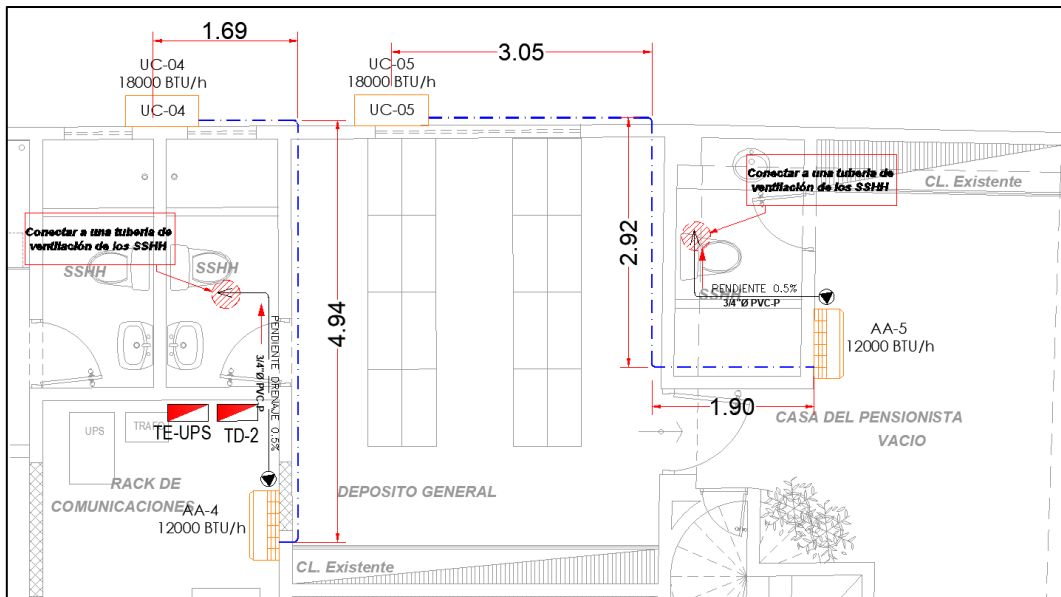 1.69
3.05
UC-04
18000 BTU/h
UC-04
UC-05
18000 BTU/h
UC-05
Conectar a una tuberia de
ventilación de los SSHH
CL. Existente
Conectar a una tuberia de
ventilación de los SSHH
SSHH
SSHH
2.92
PENDIENTE 0.5%
3/4"Ø PVC-P
SSHH
4.94
PENDIENTE DRENAJE 0.5%
3/4"Ø PVC-P
AA-5
12000 BTU/h
1.90
CASA DEL PENSIONISTA
VACIO
UPS
TRAFO
TE-UPS
TD-2
RACK DE
COMUNICACIONES
DEPOSITO GENERAL
AA-4
12000 BTU/h
CL. Existente